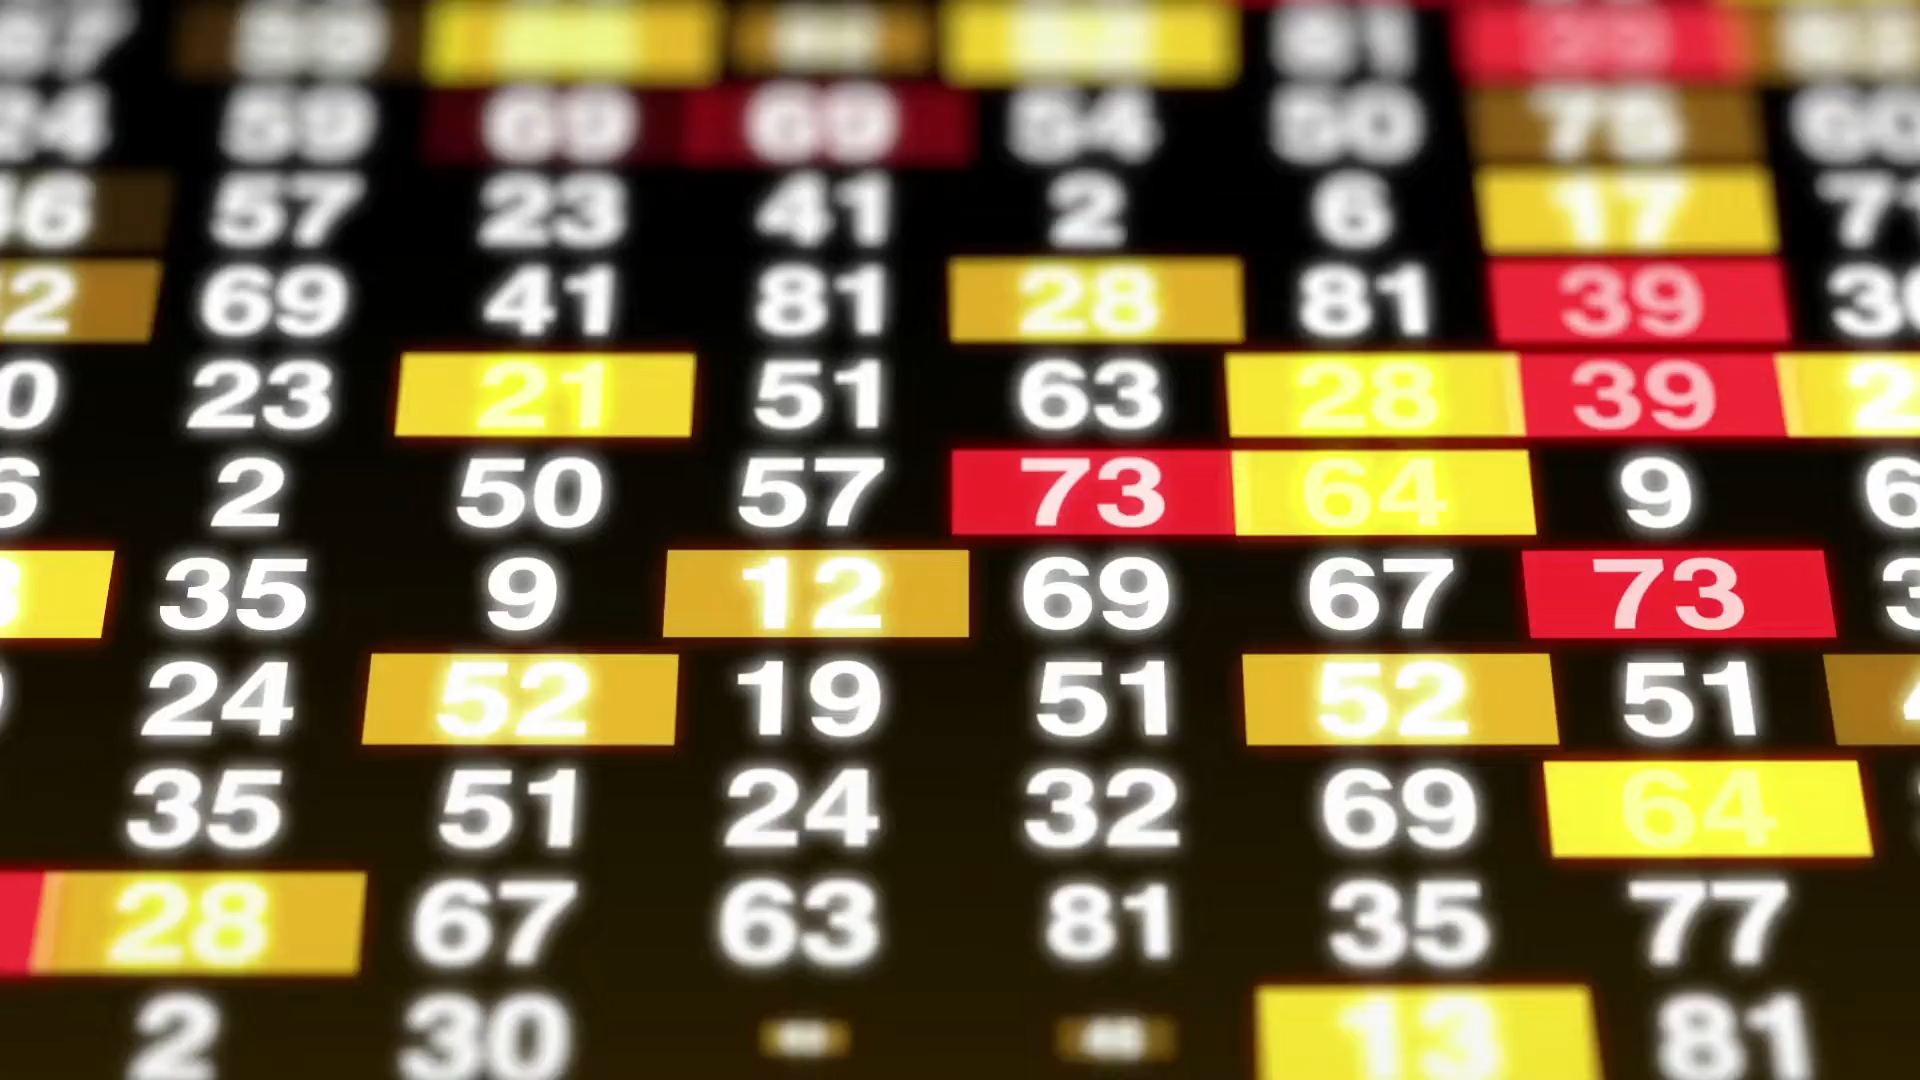 59 69 69 54 50 75
57 23 41 2 6 17
69 41 81 28 81 39
23 21 51 63 28 39
2 50 57 73 64 9
35 9 12 69 67 73
24 52 19 51 52 51
35 51 24 32 69 64
28 67 63 81 35 77
2 30 13 81